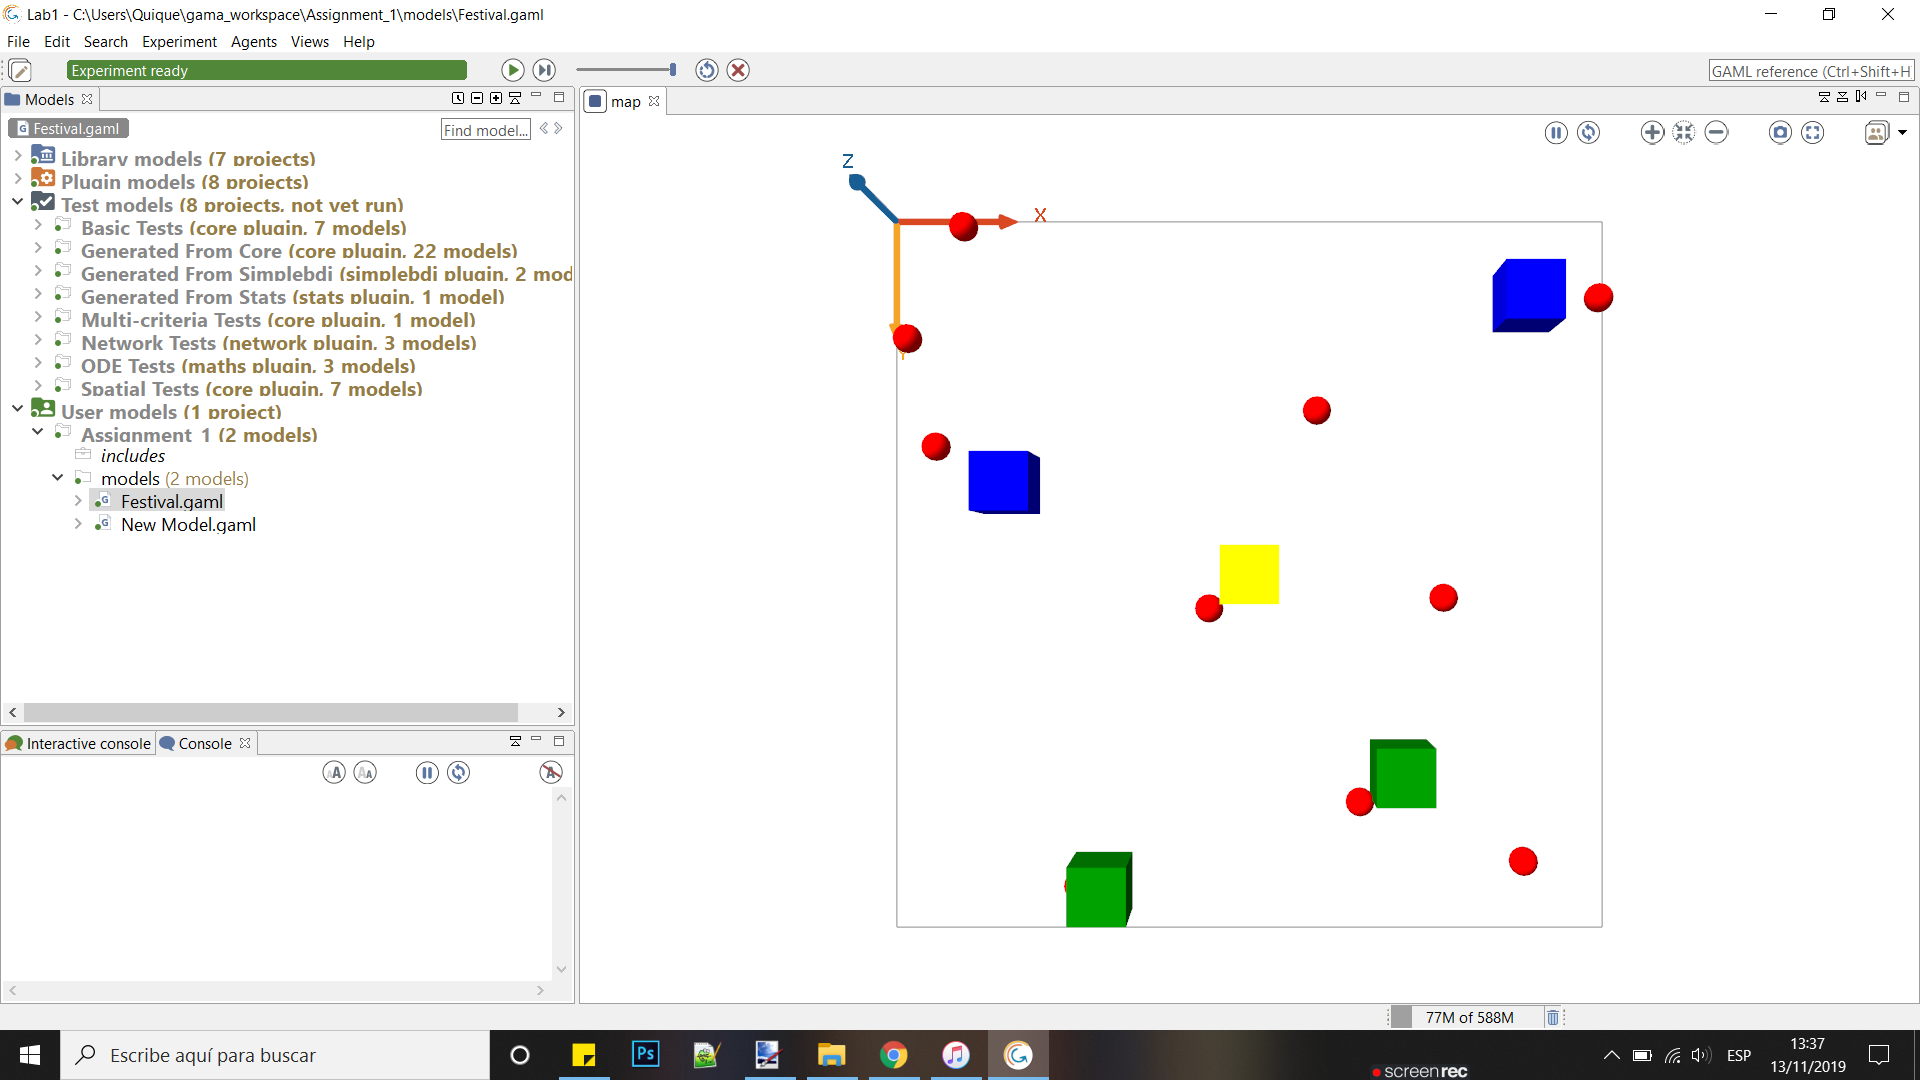 Lab1 - C:\Users\Quique\gama_workspace\Assignment_1\models\Festival.gaml
File Edit Search Experiment Agents Views Help
Experiment ready
GAML reference (Ctrl+Shift+H
Models
map
Festival.gaml
Find model...
Library models (7 projects)
Plugin models (8 projects)
Test models (8 projects, not yet run)
Basic Tests (core plugin, 7 models)
Generated From Core (core plugin, 22 models)
Generated From Simplebdi (simplebdi plugin, 2 mod
Generated From Stats (stats plugin, 1 model)
Multi-criteria Tests (core plugin, 1 model)
Network Tests (network plugin, 3 models)
ODE Tests (maths plugin, 3 models)
Spatial Tests (core plugin, 7 models)
User models (1 project)
Assignment_1 (2 models)
includes
models (2 models)
Festival.gaml
New Model.gaml
Z
X
Y
Interactive console
Console
77M of 588M
Escribe aquí para buscar
Ps
ESP
13:37
13/11/2019
screenrec